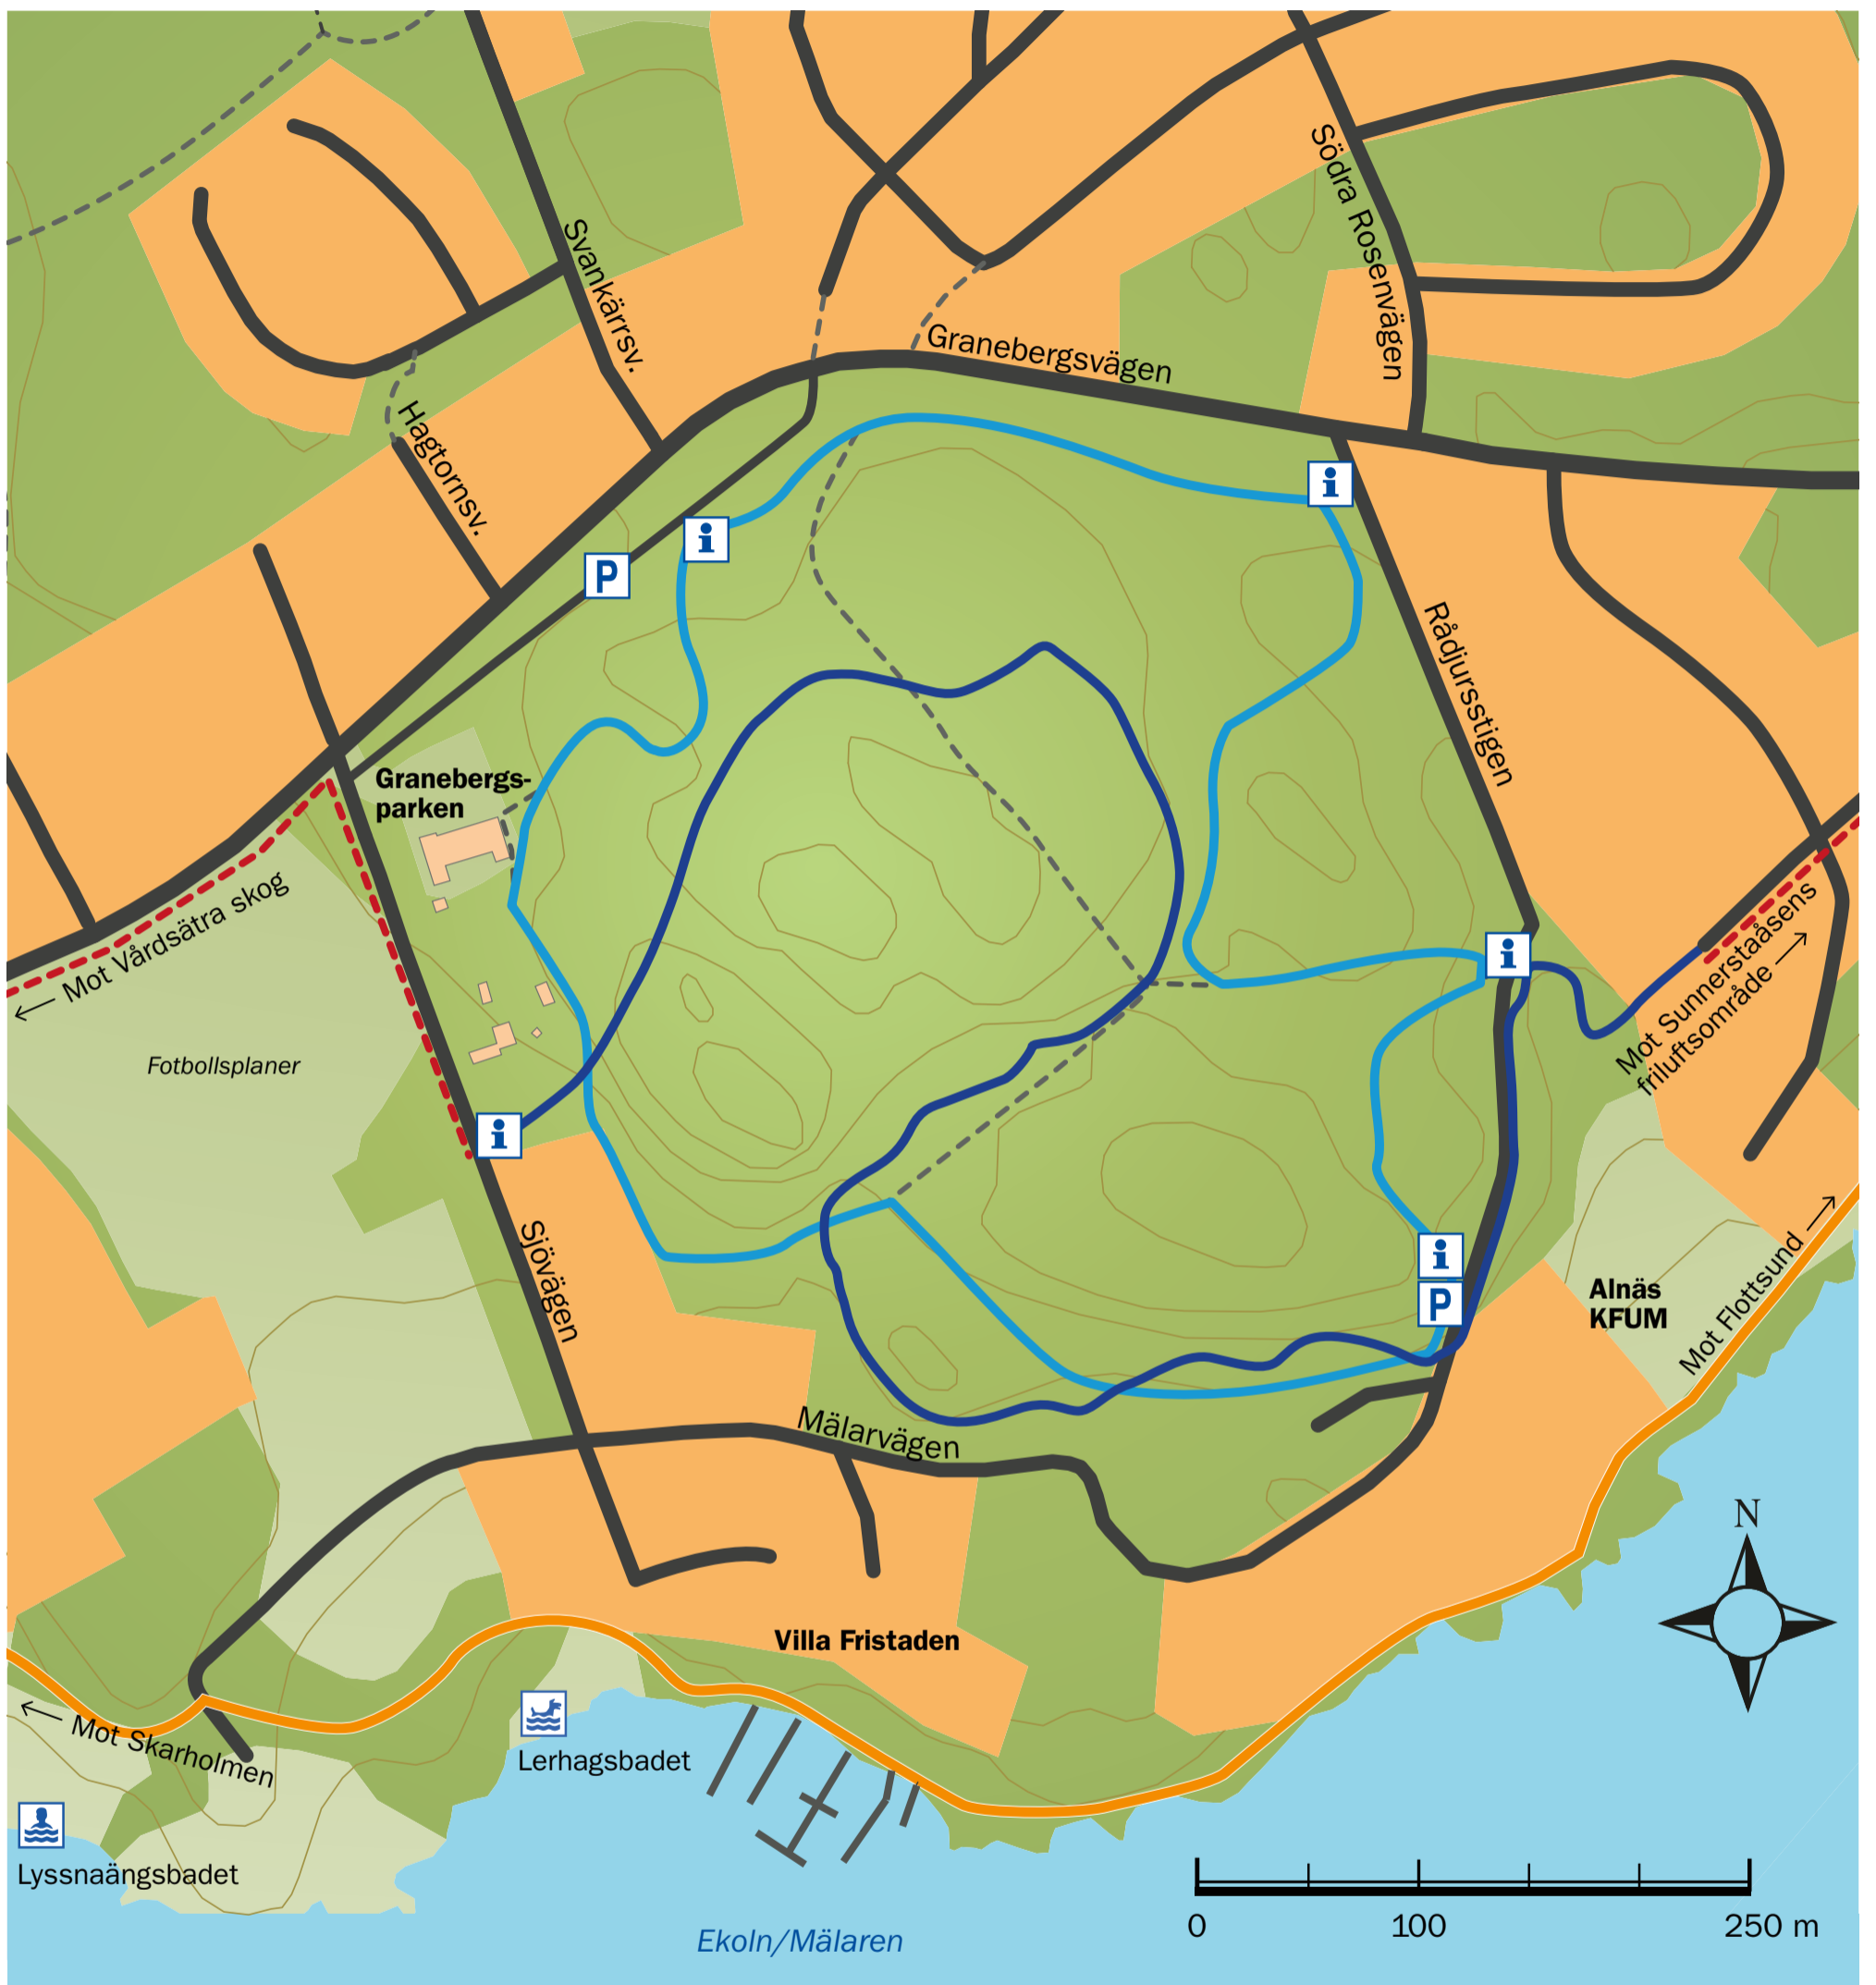 Södra Rosenvägen
Svankärrsv.
Granebergsvägen
Hagtornsv.
i
i
P
Rådjursstigen
Granebergs-
parken
Mot Vårdsätra skog
Mot Sunnerstaåsens
friluftsområde
i
Fotbollsplaner
i
Sjövägen
i
P
Alnäs
KFUM
Mot Flottsund
Mälarvägen
N
Villa Fristaden
Mot Skarholmen
Lerhagsbadet
Lyssnaängsbadet
Ekoln/Mälaren
0 100 250 m